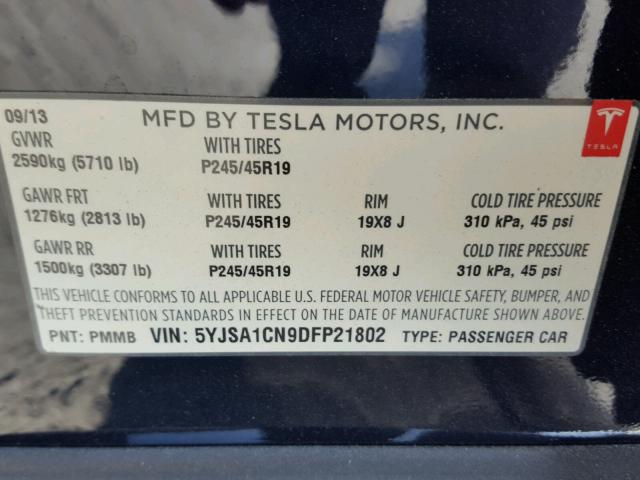 09/13 MFD BY TESLA MOTORS, INC.
TESLA
GVWR WITH TIRES
2590kg (5710 lb) P245/45R19
GAWR FRT WITH TIRES RIM COLD TIRE PRESSURE
1276kg (2813 lb) P245/45R19 19X8 J 310 kPa, 45 psi
GAWR RR WITH TIRES RIM COLD TIRE PRESSURE
1500kg (3307 lb) P245/45R19 19X8 J 310 kPa, 45 psi
THIS VEHICLE CONFORMS TO ALL APPLICABLE U.S. FEDERAL MOTOR VEHICLE SAFETY, BUMPER, AND
THEFT PREVENTION STANDARDS IN EFFECT ON THE DATE OF MANUFACTURE SHOWN ABOVE.
PNT: PMMB VIN: 5YJSA1CN9DFP21802 TYPE: PASSENGER CAR